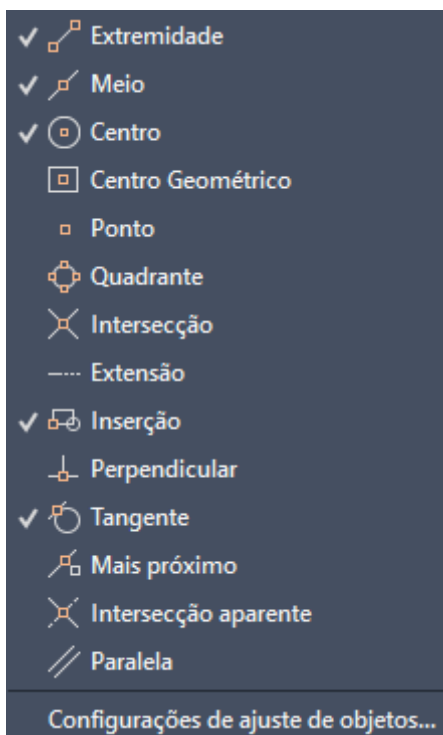 Extremidade
Meio
Centro
Centro Geométrico
Ponto
Quadrante
Intersecção
Extensão
Inserção
Perpendicular
Tangente
Mais próximo
Intersecção aparente
Paralela
Configurações de ajuste de objetos...